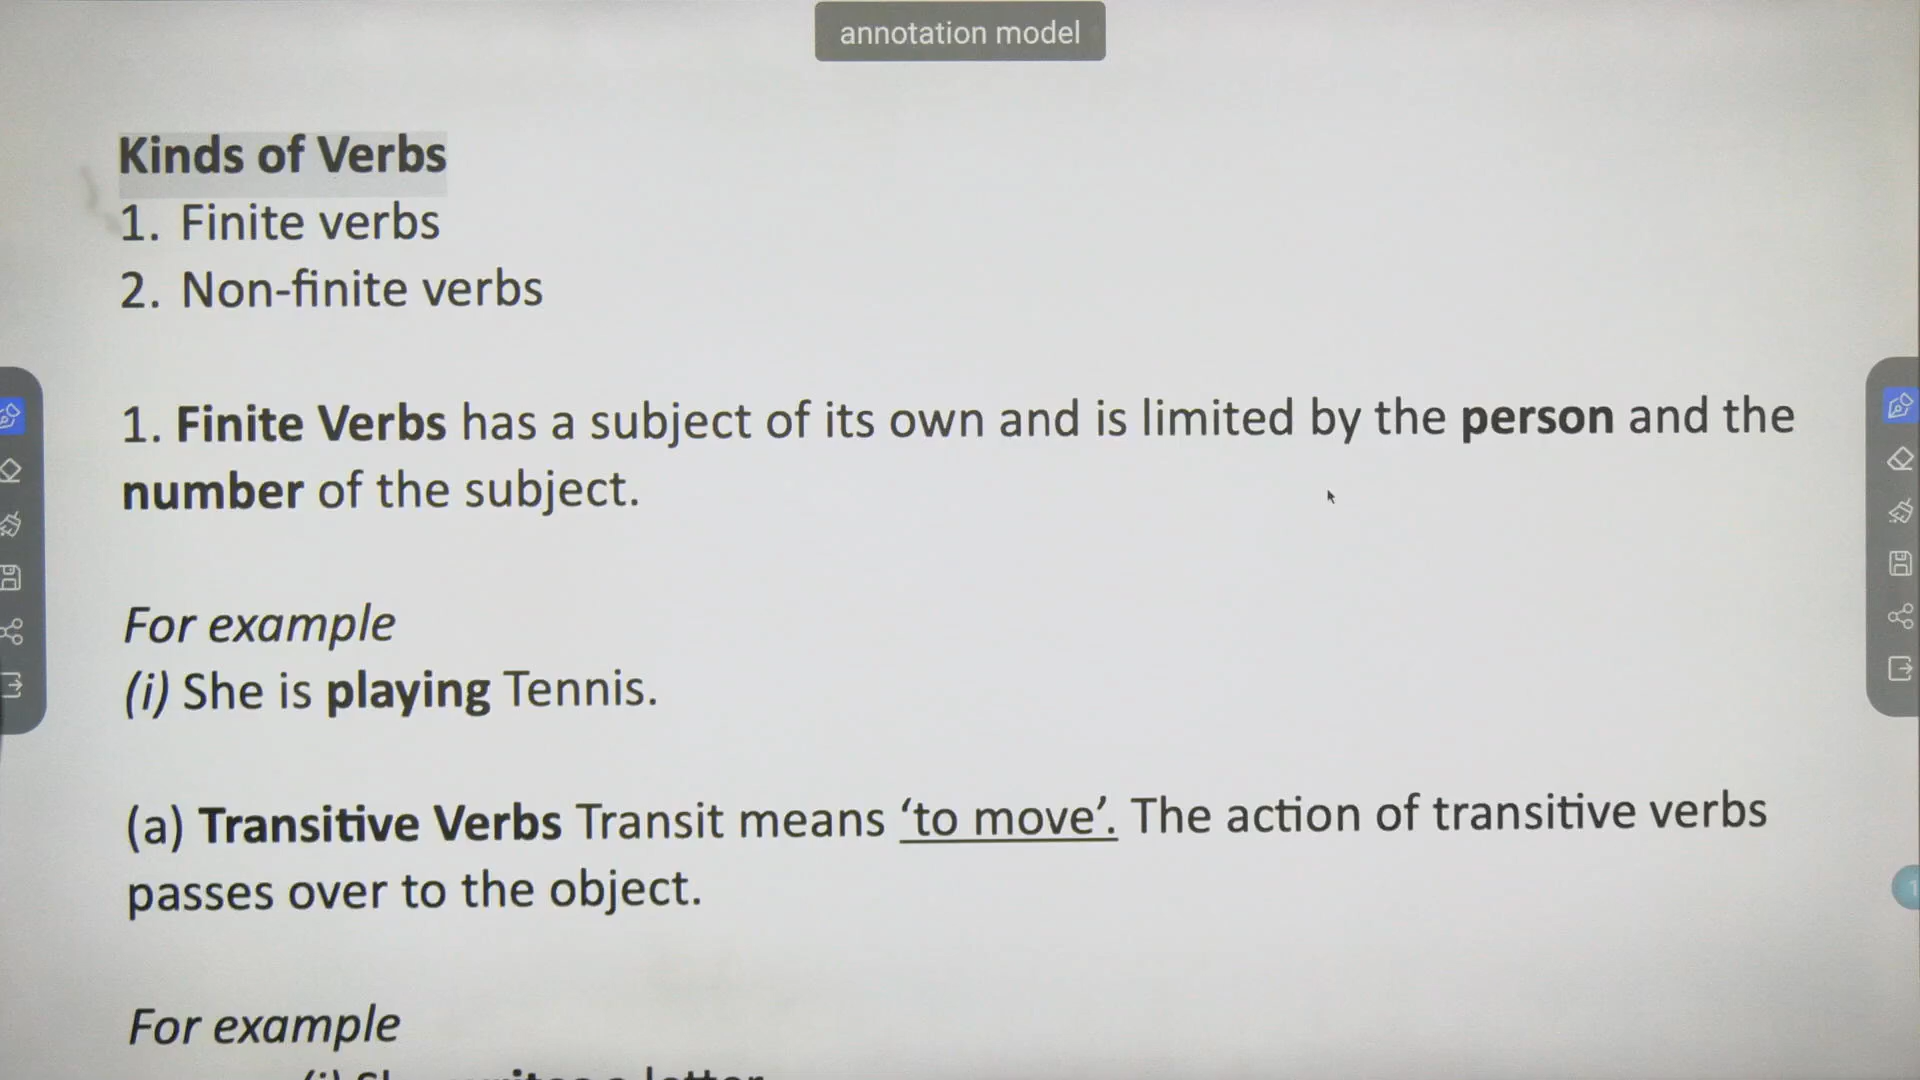 annotation model
Kinds of Verbs
1. Finite verbs
2. Non-finite verbs
1. Finite Verbs has a subject of its own and is limited by the person and the
number of the subject.
For example
(i) She is playing Tennis.
(a) Transitive Verbs Transit means ‘to move’. The action of transitive verbs
passes over to the object.
For example